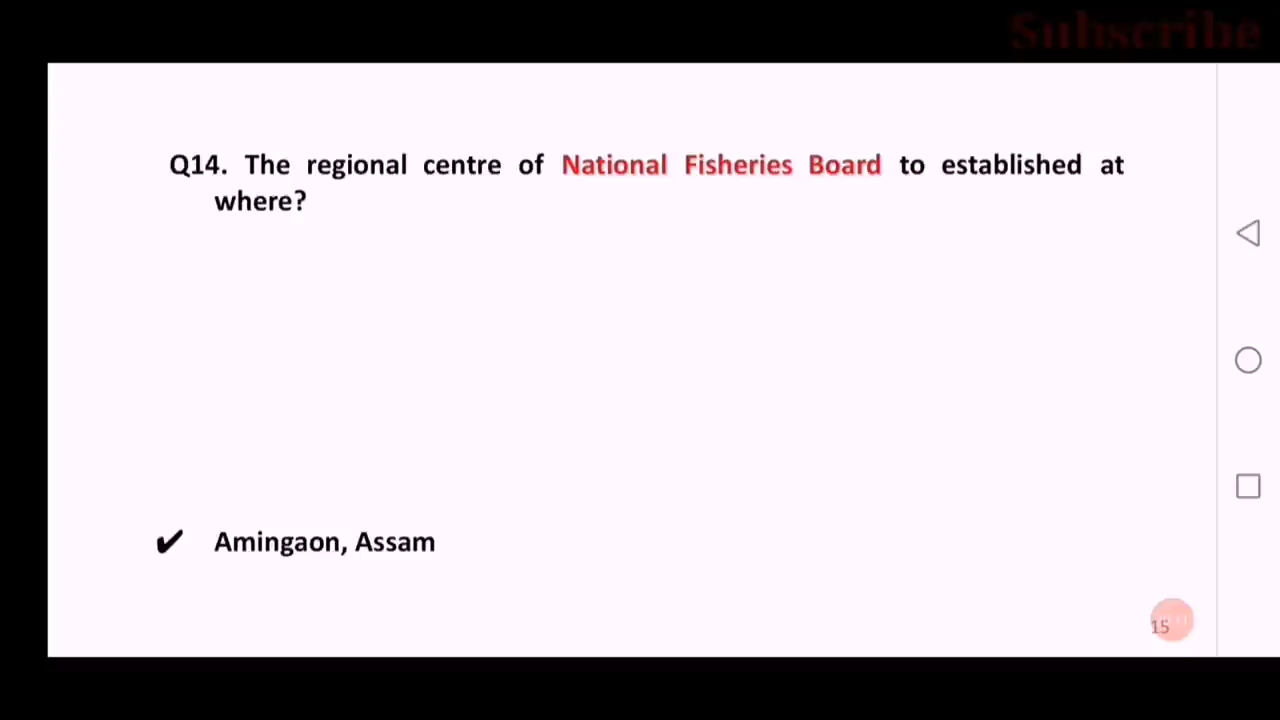 Subscribe
Q14. The regional centre of National Fisheries Board to established at
where?
✔ Amingaon, Assam
15